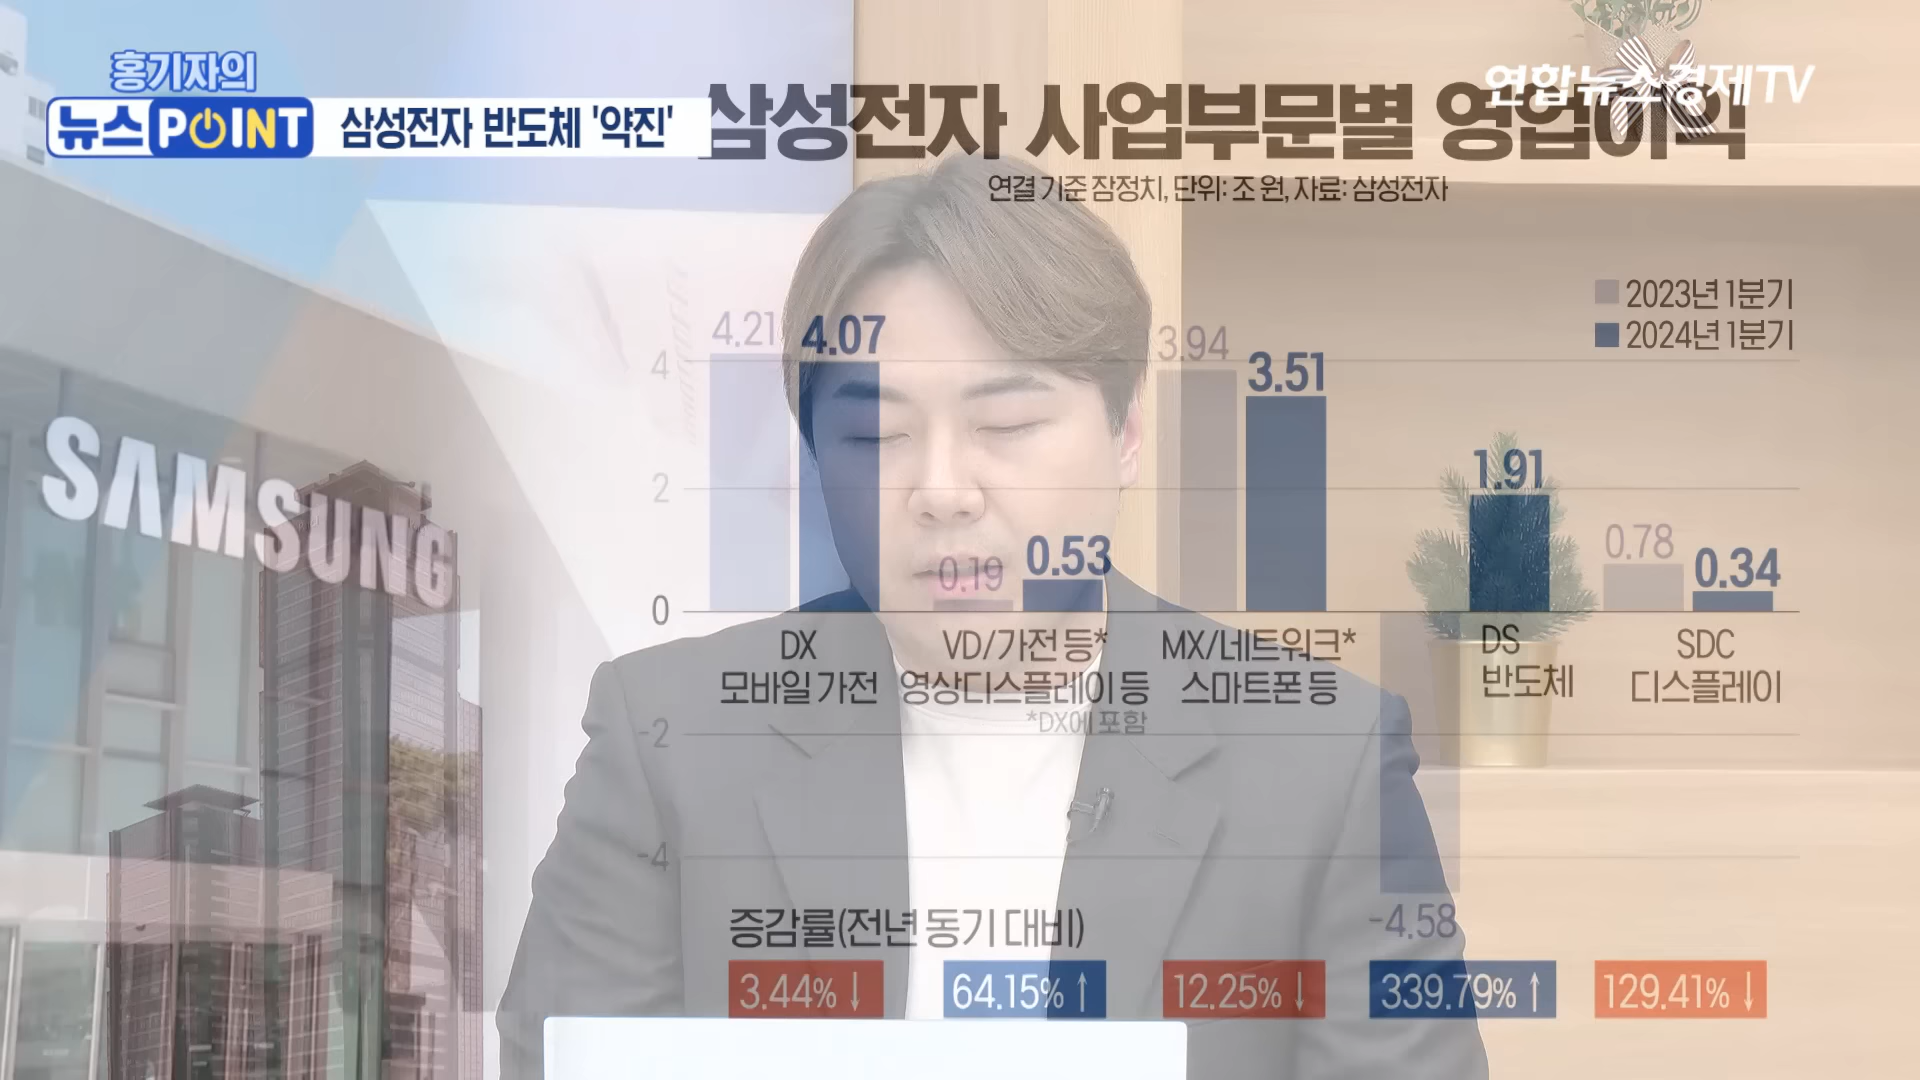 홍기자의
뉴스POINT
삼성전자 반도체 '약진'
연합뉴스경제TV
삼성전자 사업부문별 영업이익
연결 기준 잠정치, 단위: 조 원, 자료: 삼성전자
2023년 1분기
2024년 1분기
SAMSUNG
4.21 4.07 0.19 0.53 3.94 3.51 1.91 0.78 0.34
4
2
0
DX VD/가전 등* MX/네트워크* DS SDC
모바일 가전 영상디스플레이 등 스마트폰 등 반도체 디스플레이
*DX에 포함
-2
-4
-4.58
증감률(전년 동기 대비)
3.44%↓ 64.15%↑ 12.25%↓ 339.79%↑ 129.41%↓